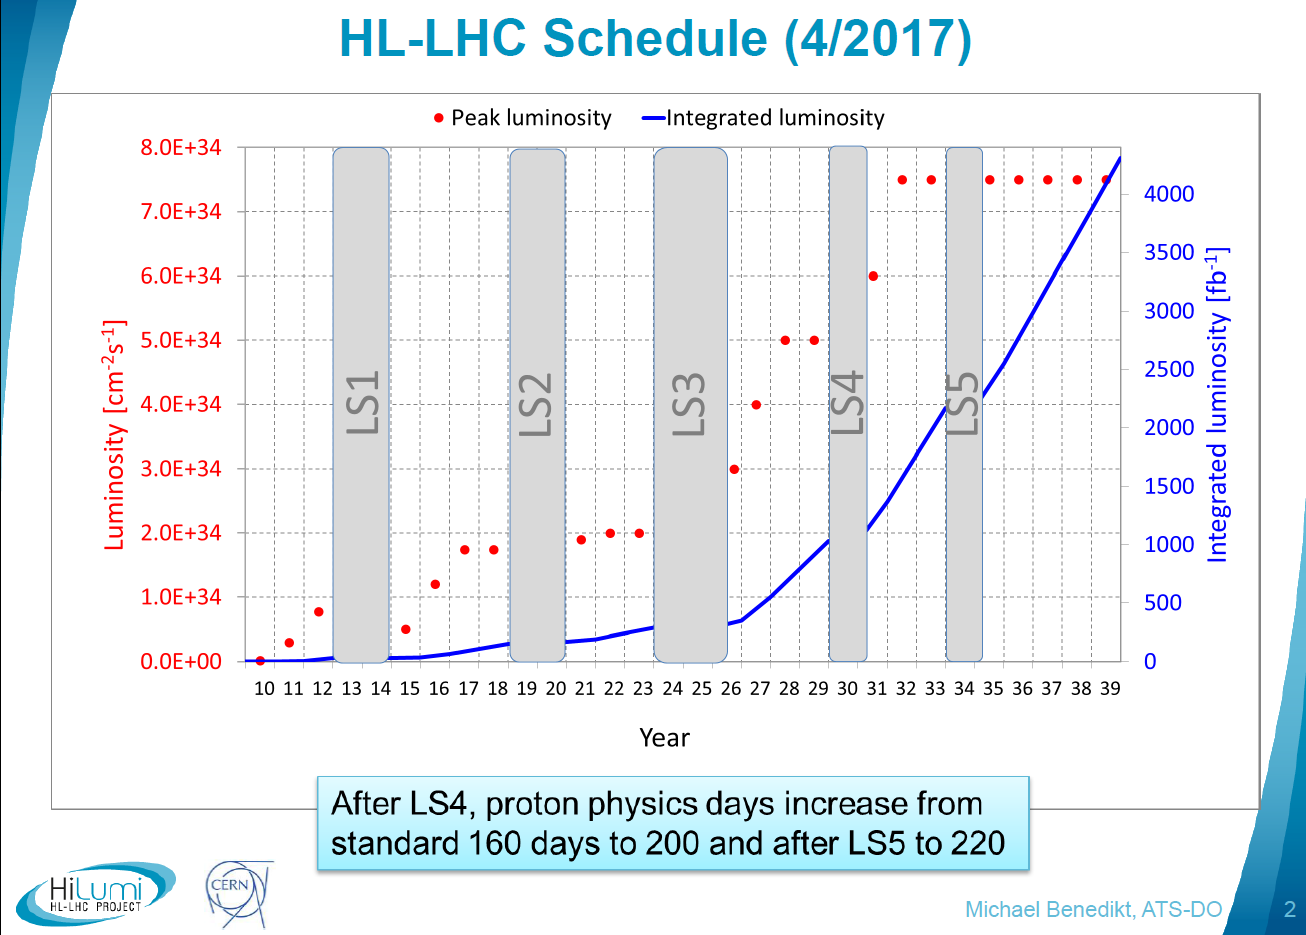 HL-LHC Schedule (4/2017)
Peak luminosity
Integrated luminosity
8.0E+34
7.0E+34
6.0E+34
5.0E+34
4.0E+34
3.0E+34
2.0E+34
1.0E+34
0.0E+00
Luminosity [cm-2s-1]
LS1
LS2
LS3
LS4
LS5
4000
3500
3000
2500
2000
1500
1000
500
0
Integrated luminosity [fb-1]
10 11 12 13 14 15 16 17 18 19 20 21 22 23 24 25 26 27 28 29 30 31 32 33 34 35 36 37 38 39
Year
After LS4, proton physics days increase from
standard 160 days to 200 and after LS5 to 220
HiLumi
HL-LHC PROJECT
CERN
Michael Benedikt, ATS-DO
2